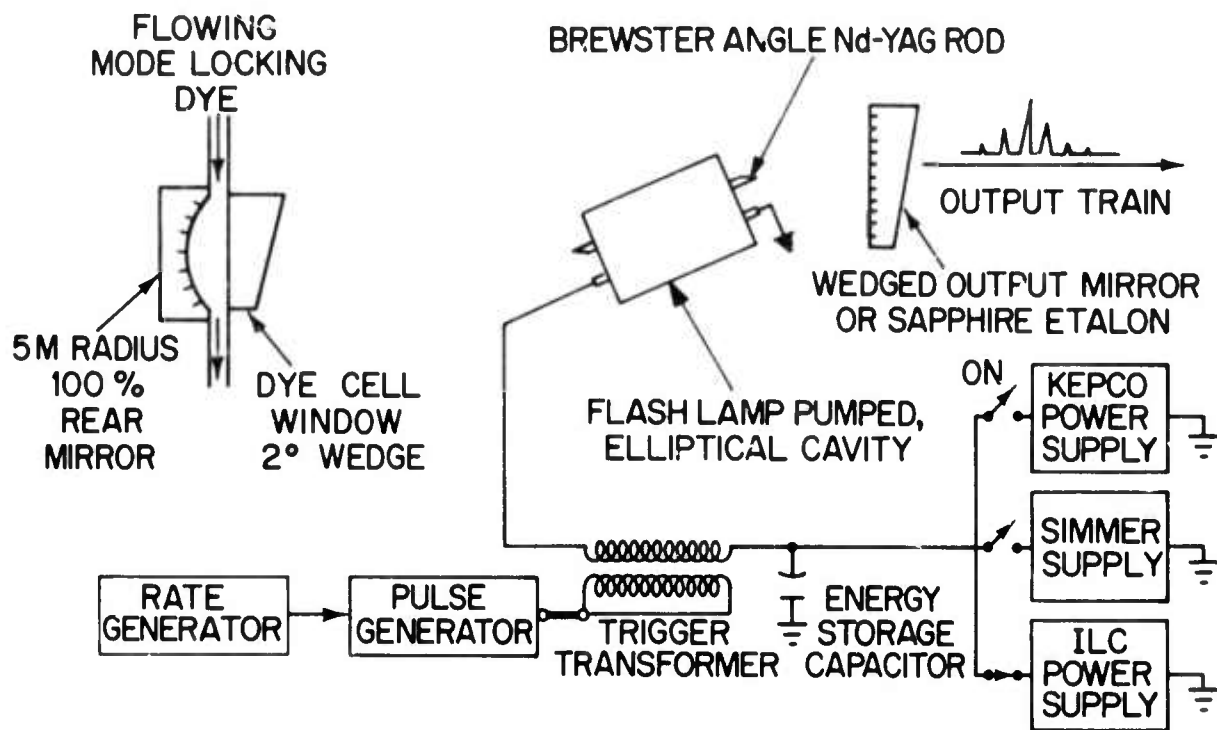 FLOWING
MODE LOCKING
DYE
BREWSTER ANGLE Nd-YAG ROD
OUTPUT TRAIN
WEDGED OUTPUT MIRROR
OR SAPPHIRE ETALON
5M RADIUS
100%
REAR
MIRROR
DYE CELL
WINDOW
2° WEDGE
FLASH LAMP PUMPED,
ELLIPTICAL CAVITY
ON
KEPCO
POWER
SUPPLY
SIMMER
SUPPLY
RATE
GENERATOR
PULSE
GENERATOR
TRIGGER
TRANSFORMER
ENERGY
STORAGE
CAPACITOR
ILC
POWER
SUPPLY